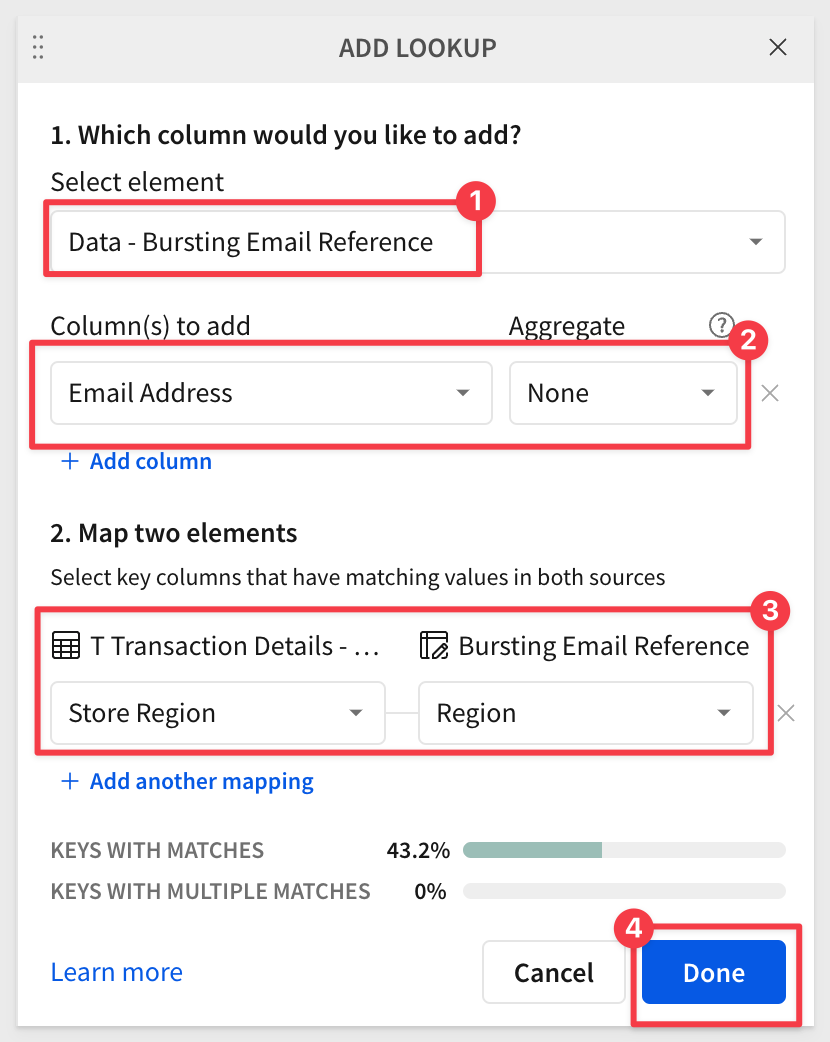 ADD LOOKUP
1. Which column would you like to add?
Select element
1
Data - Bursting Email Reference
Column(s) to add Aggregate ?
2
Email Address None
+ Add column
2. Map two elements
Select key columns that have matching values in both sources
3
T Transaction Details - ... Bursting Email Reference
Store Region Region
+ Add another mapping
KEYS WITH MATCHES 43.2%
KEYS WITH MULTIPLE MATCHES 0%
4
Learn more Cancel Done